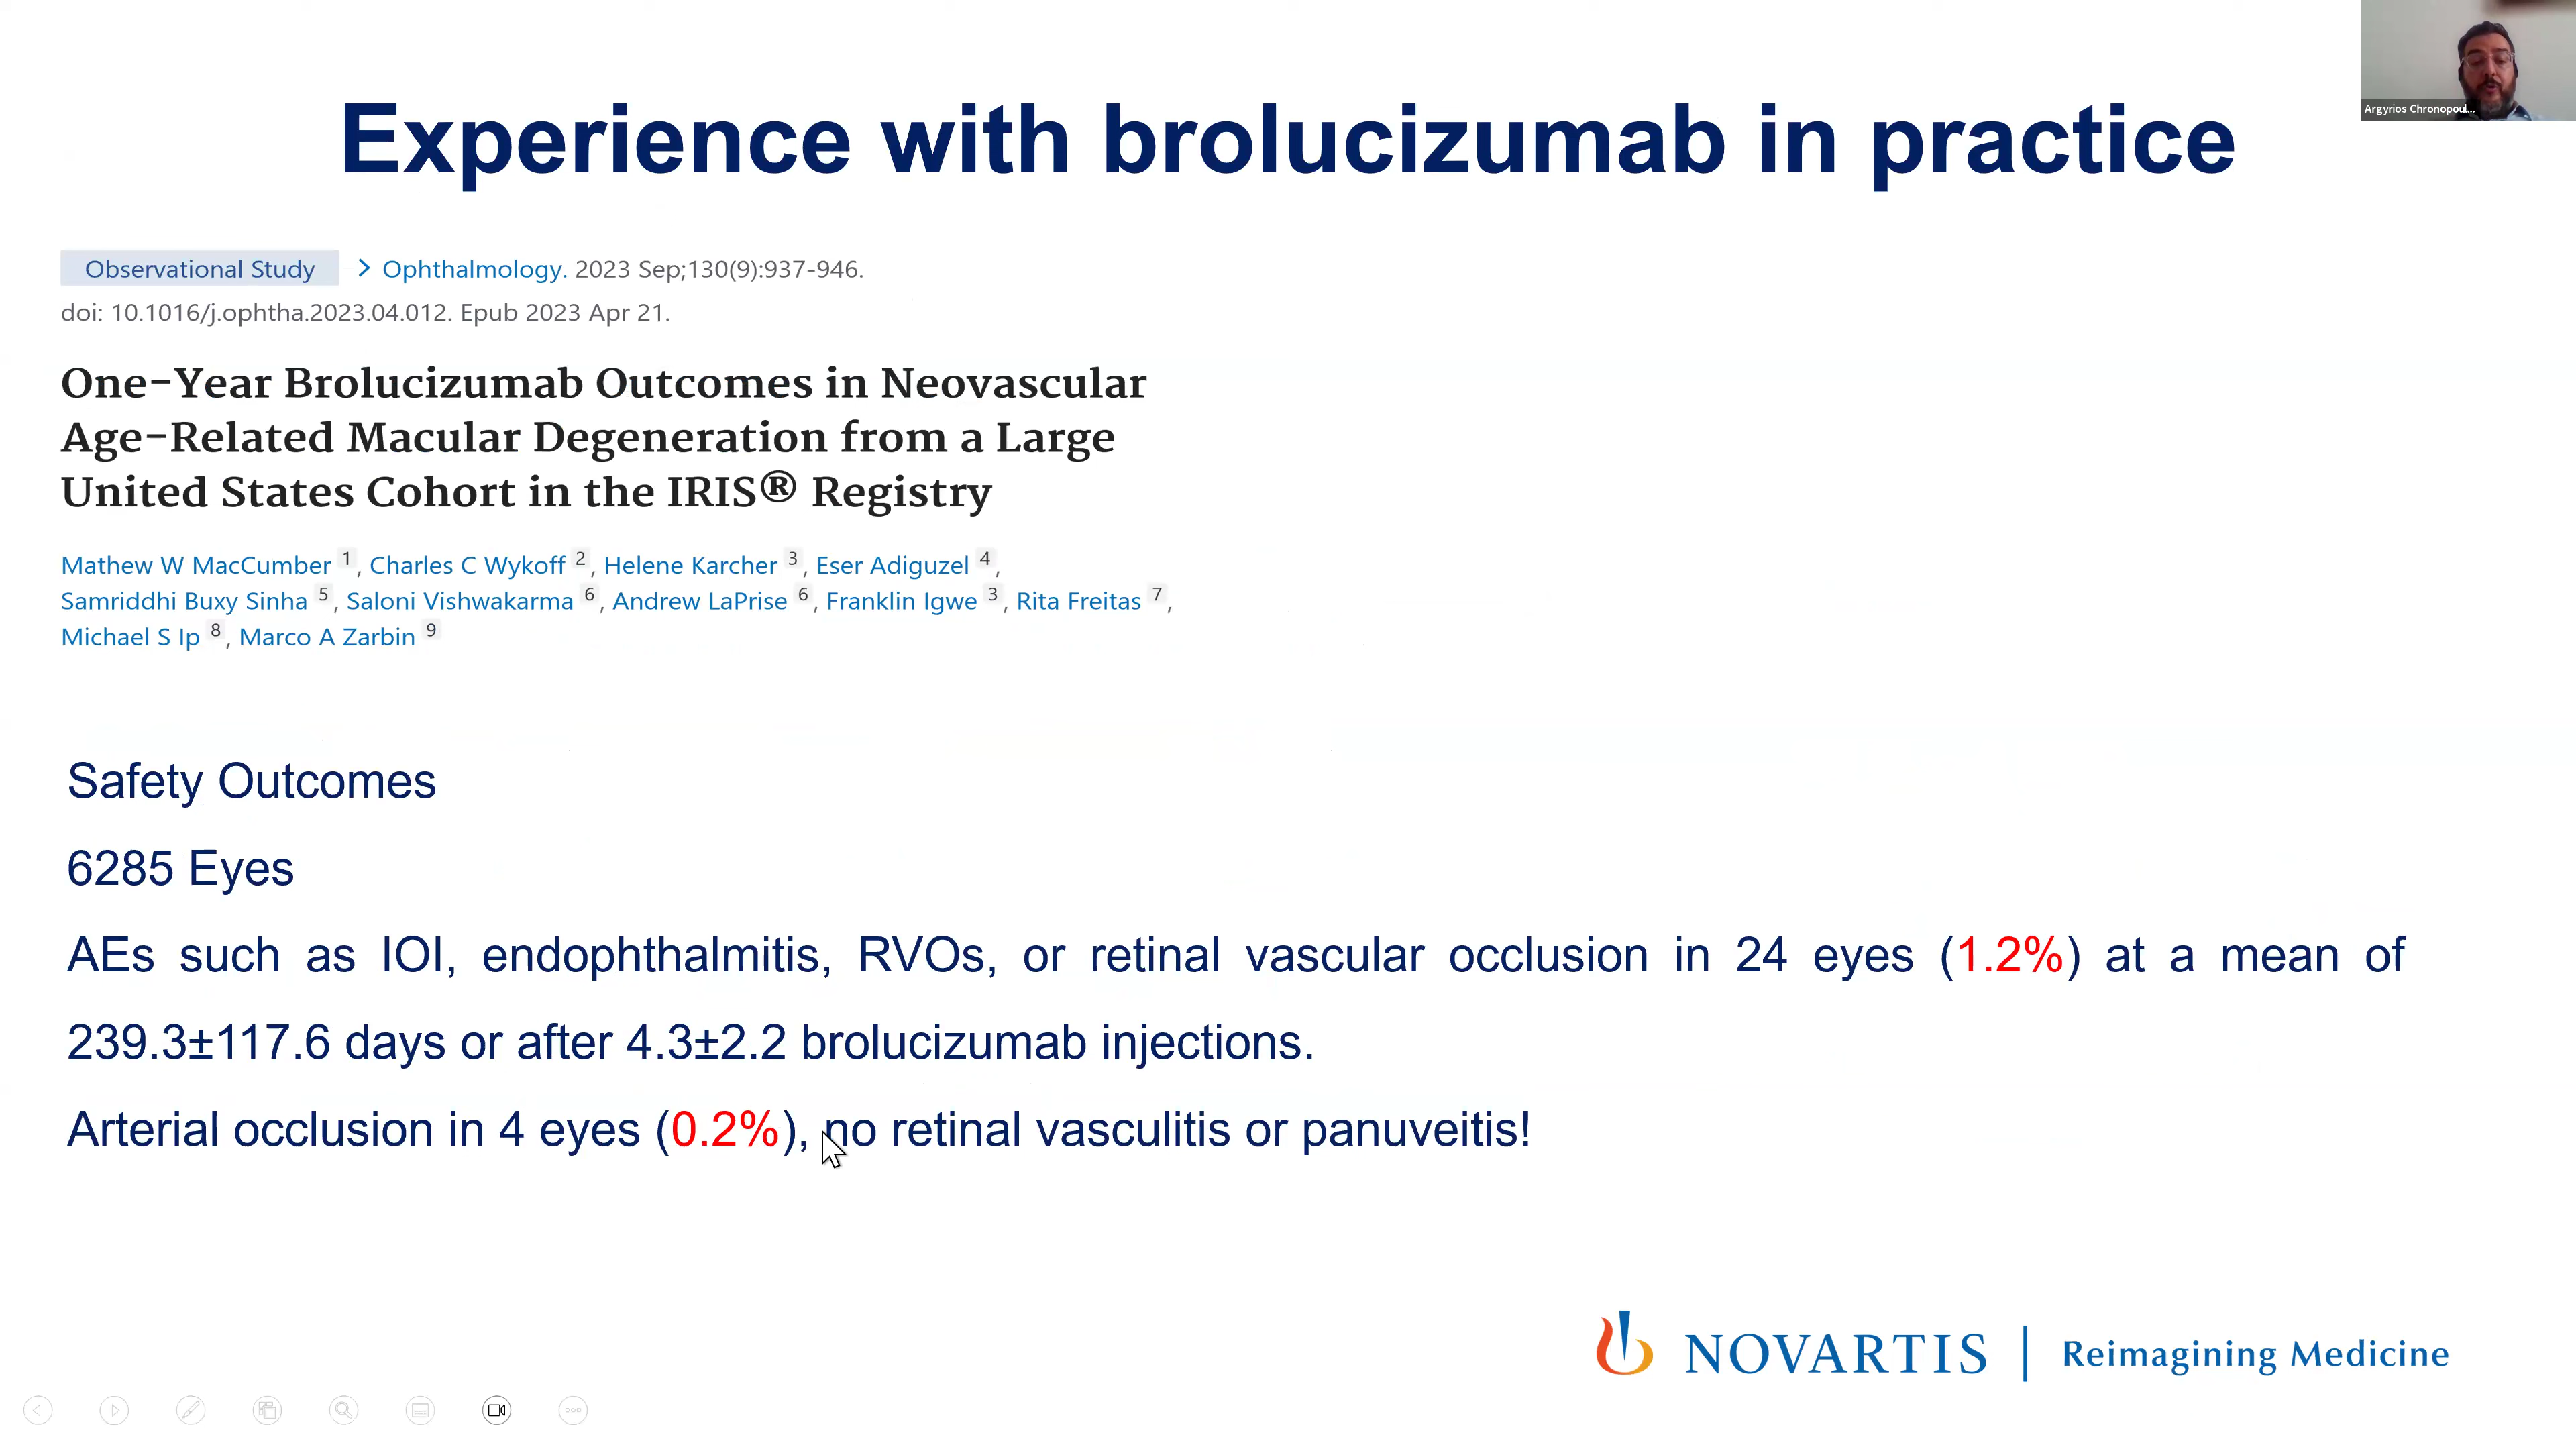 Experience with brolucizumab in practice
Argyrios Chronopoul...
Observational Study > Ophthalmology. 2023 Sep;130(9):937-946.
doi: 10.1016/j.ophtha.2023.04.012. Epub 2023 Apr 21.
One-Year Brolucizumab Outcomes in Neovascular
Age-Related Macular Degeneration from a Large
United States Cohort in the IRIS® Registry
Mathew W MacCumber 1, Charles C Wykoff 2, Helene Karcher 3, Eser Adiguzel 4,
Samriddhi Buxy Sinha 5, Saloni Vishwakarma 6, Andrew LaPrise 6, Franklin Igwe 3, Rita Freitas 7,
Michael S Ip 8, Marco A Zarbin 9
Safety Outcomes
6285 Eyes
AEs such as IOI, endophthalmitis, RVOs, or retinal vascular occlusion in 24 eyes (1.2%) at a mean of
239.3±117.6 days or after 4.3±2.2 brolucizumab injections.
Arterial occlusion in 4 eyes (0.2%), no retinal vasculitis or panuveitis!
NOVARTIS | Reimagining Medicine